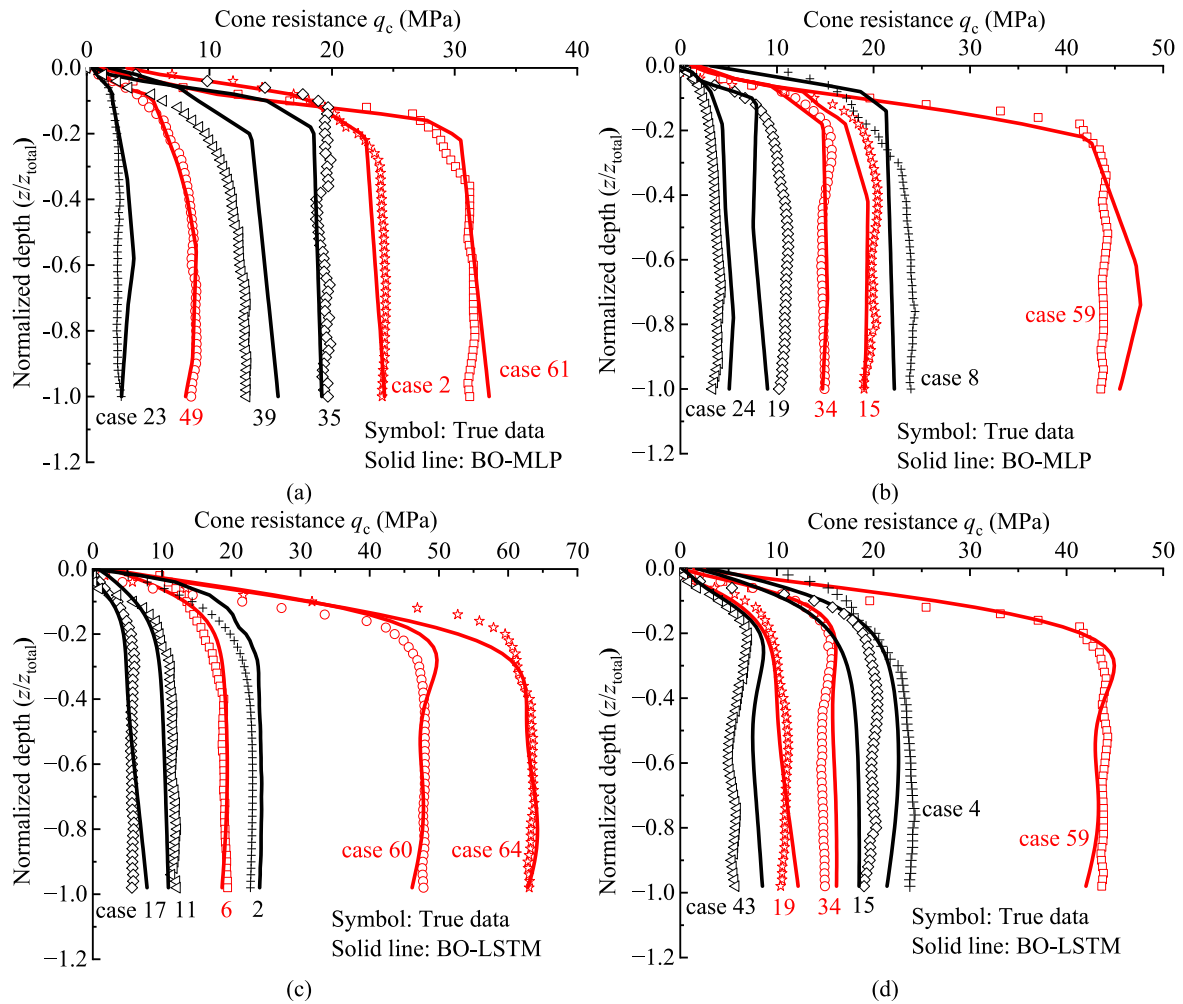 Cone resistance qc (MPa)
0 10 20 30 40
Normalized depth (z/ztotal)
0.0
-0.2
-0.4
-0.6
-0.8
-1.0
-1.2
case 23
49
39
35
case 2
case 61
Symbol: True data
Solid line: BO-MLP
(a)
Cone resistance qc (MPa)
0 10 20 30 40 50
Normalized depth (z/ztotal)
0.0
-0.2
-0.4
-0.6
-0.8
-1.0
-1.2
case 24
19
34
15
case 8
case 59
Symbol: True data
Solid line: BO-MLP
(b)
Cone resistance qc (MPa)
0 10 20 30 40 50 60 70
Normalized depth (z/ztotal)
0.0
−0.2
−0.4
−0.6
−0.8
−1.0
−1.2
case 17
11
6
2
case 60
case 64
Symbol: True data
Solid line: BO-LSTM
(c)
Cone resistance qc (MPa)
0 10 20 30 40 50
Normalized depth (z/ztotal)
0.0
−0.2
−0.4
−0.6
−0.8
−1.0
−1.2
case 43
19
34
15
case 4
case 59
Symbol: True data
Solid line: BO-LSTM
(d)